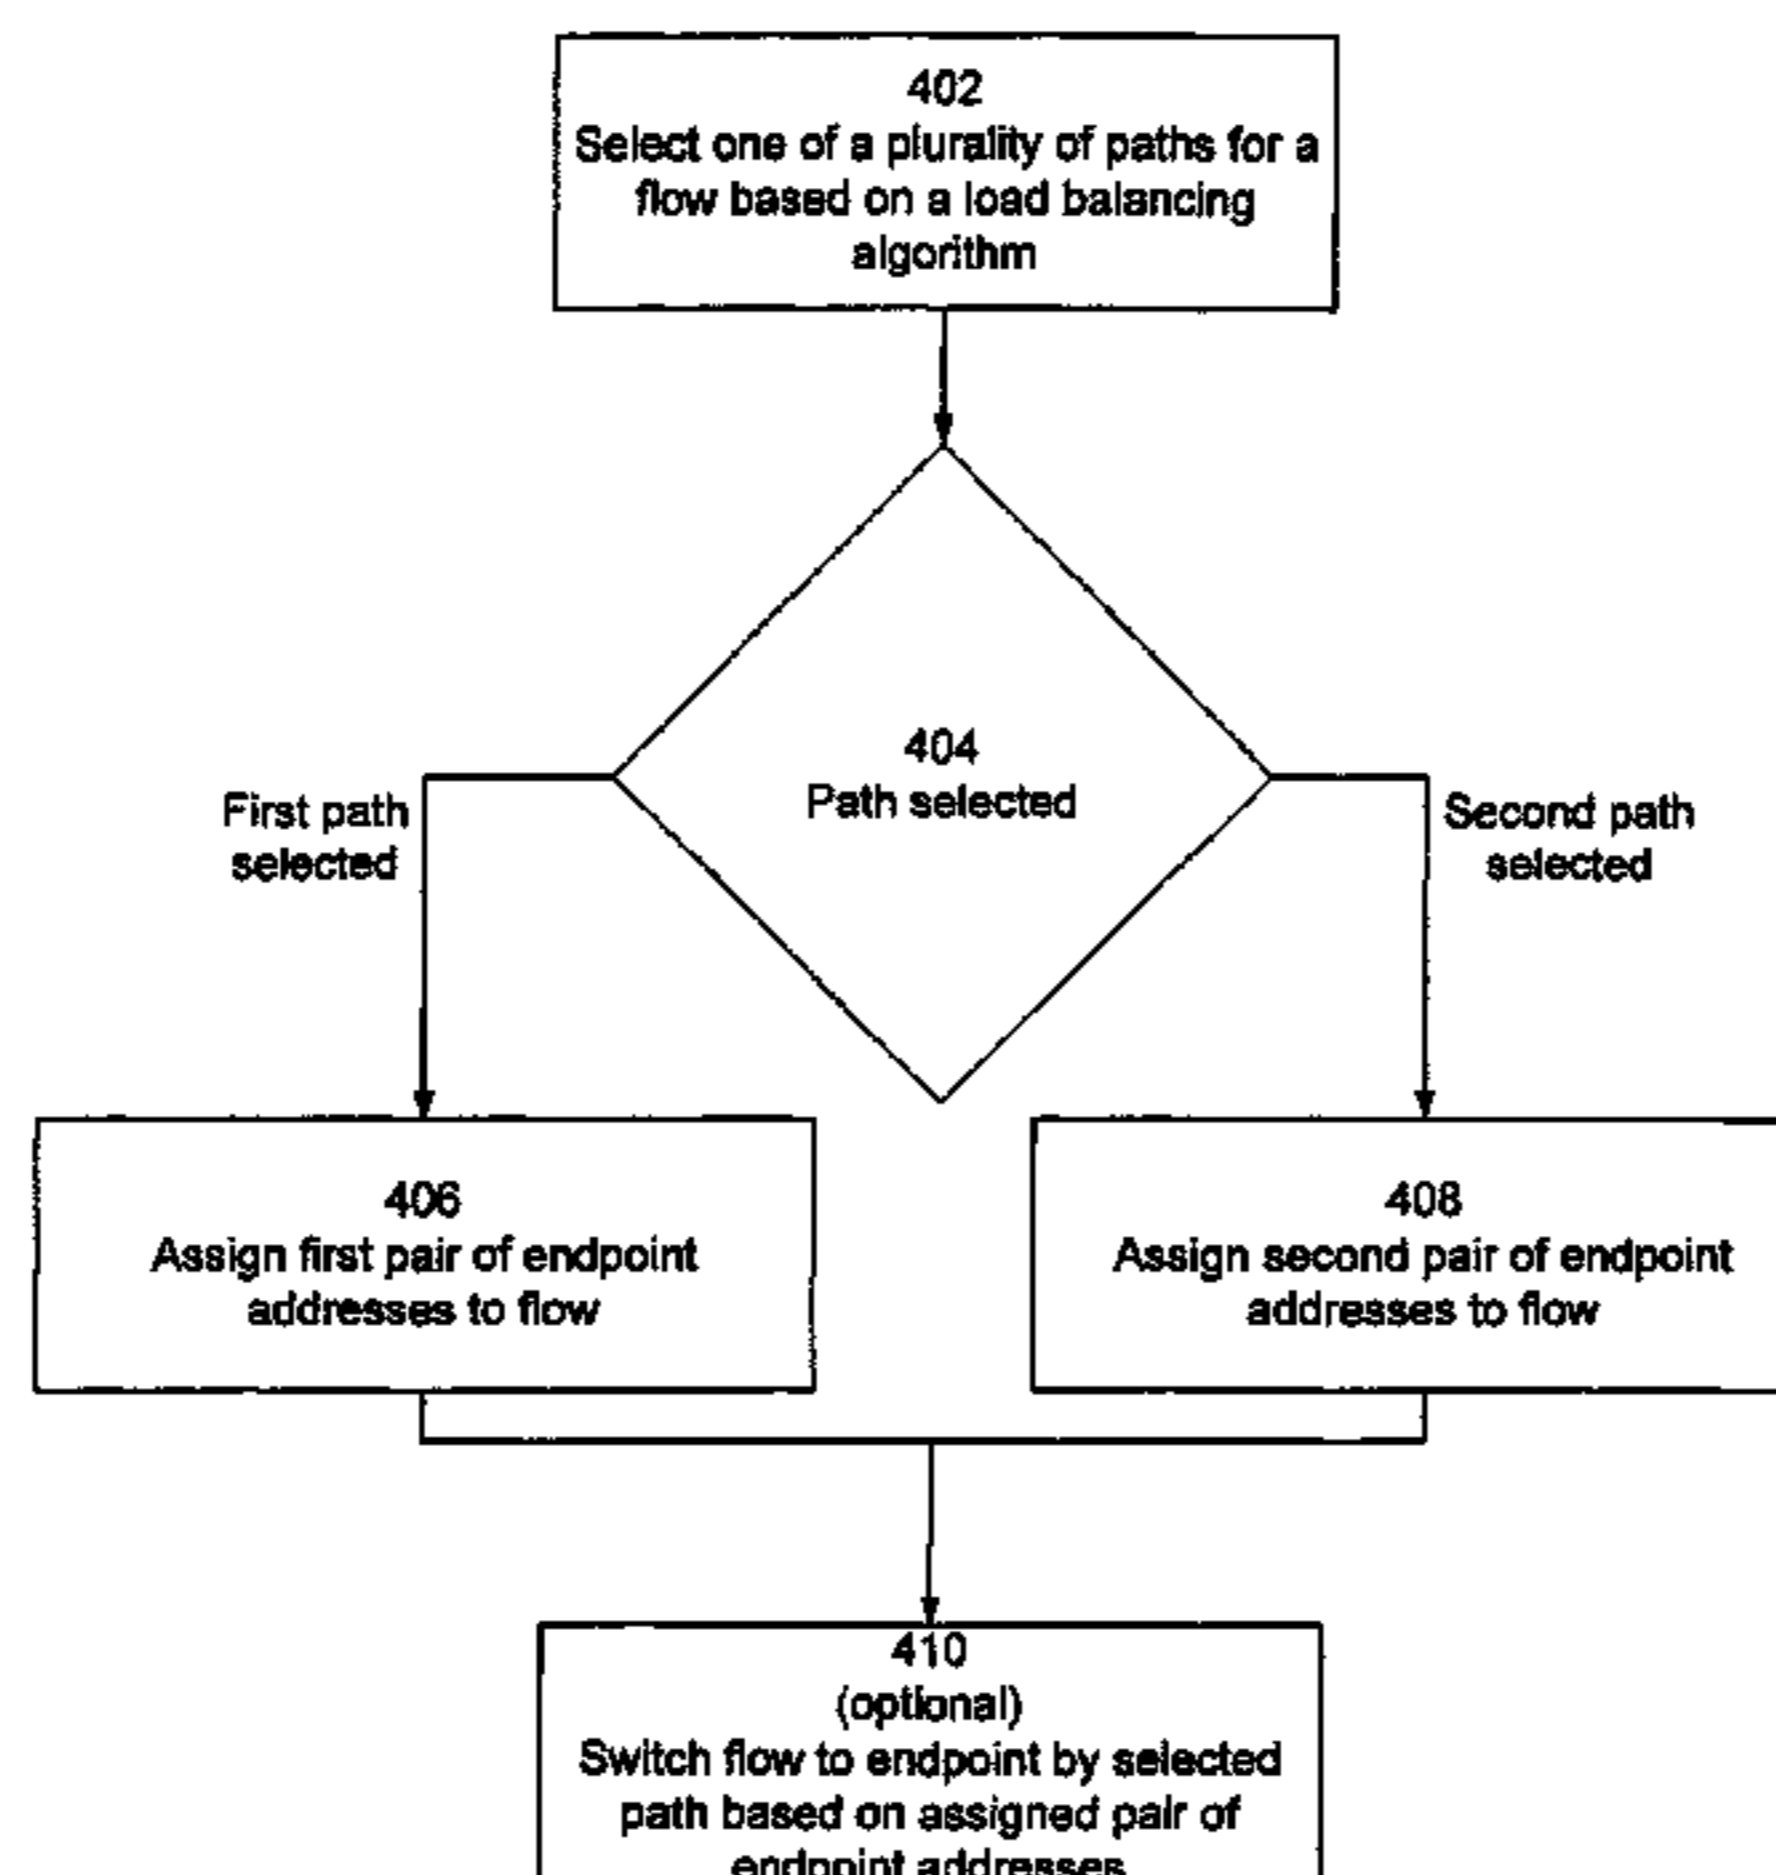 402
Select one of a plurality of paths for a
flow based on a load balancing
algorithm
404
Path selected
First path
selected
Second path
selected
406
Assign first pair of endpoint
addresses to flow
408
Assign second pair of endpoint
addresses to flow
410
(optional)
Switch flow to endpoint by selected
path based on assigned pair of
endpoint addresses